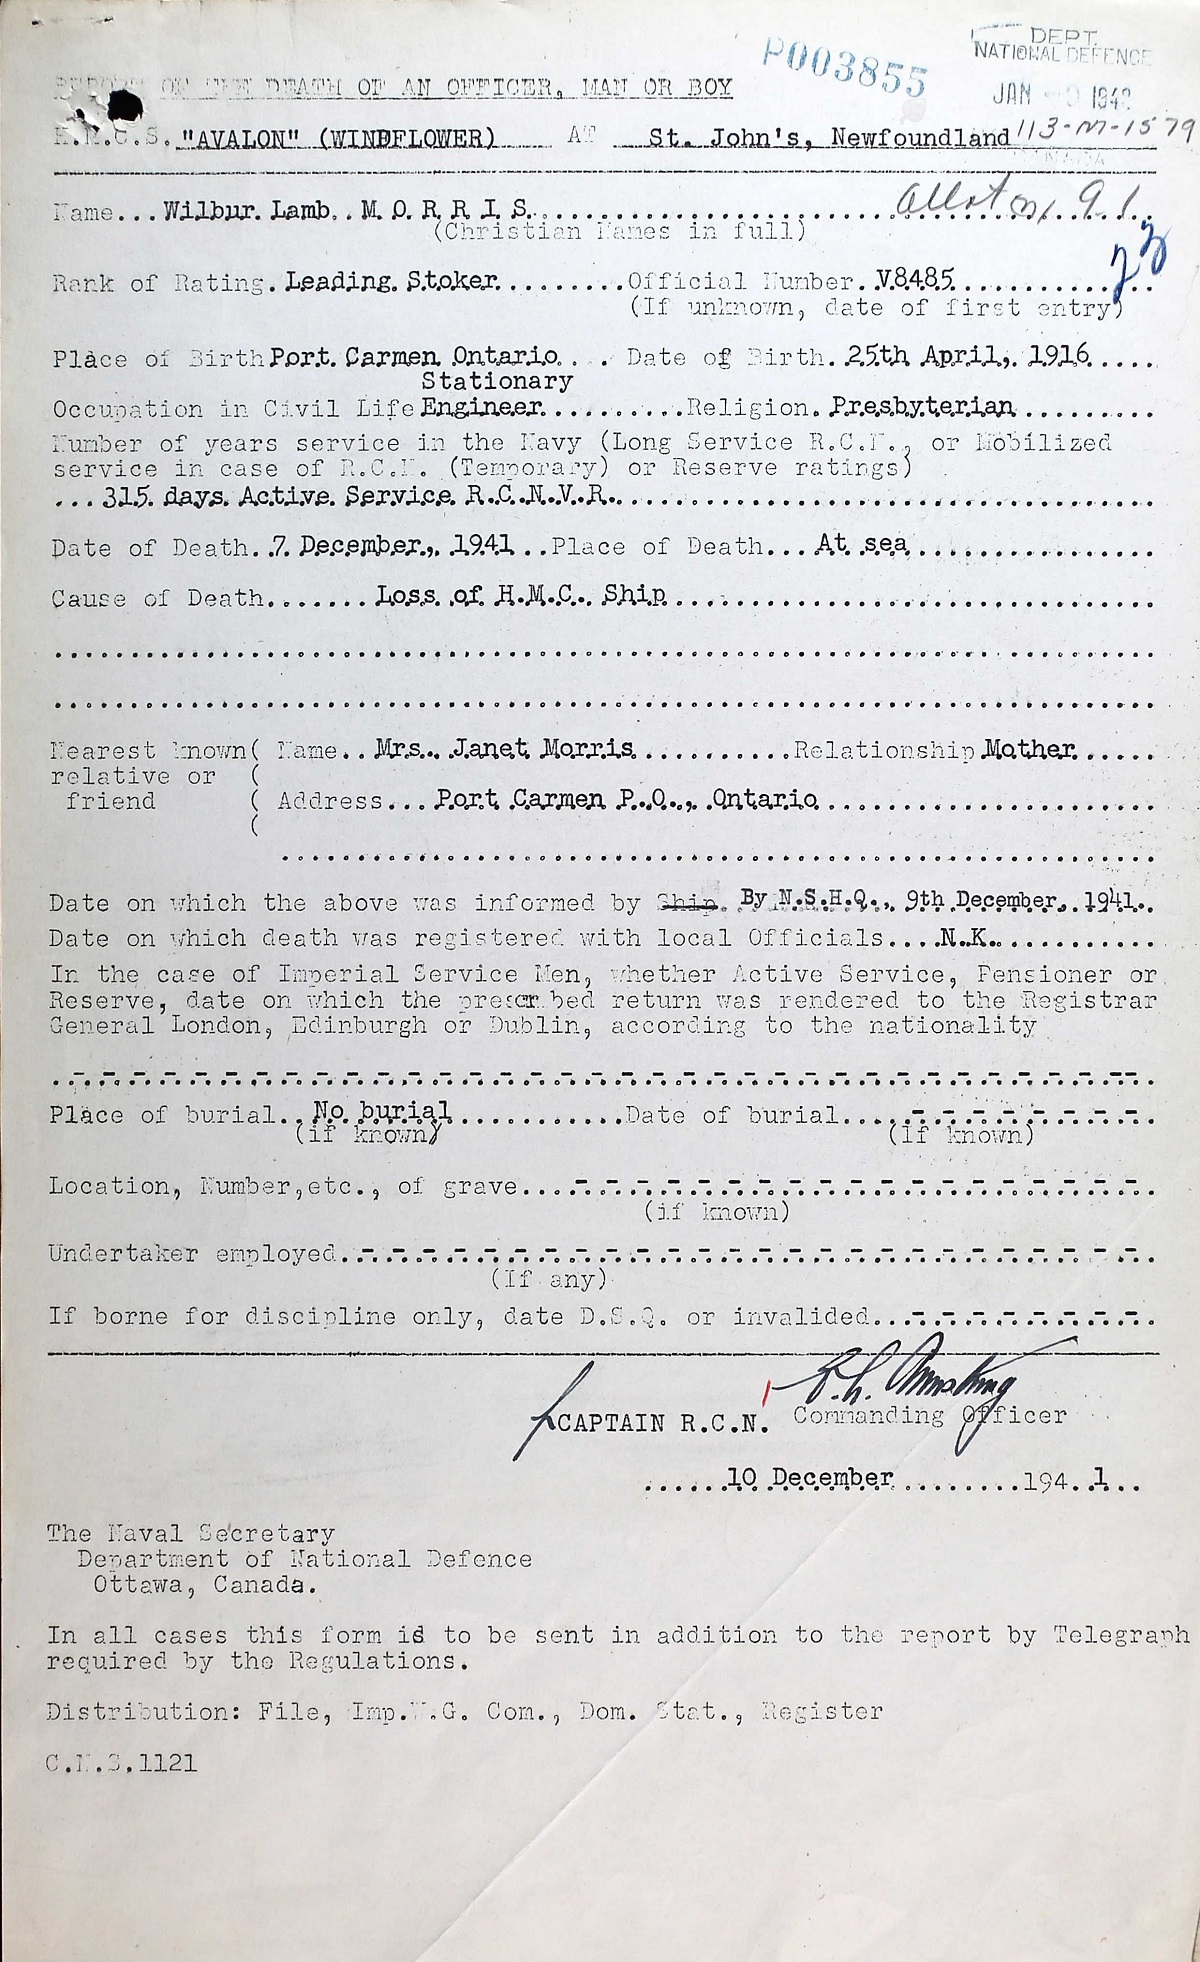 P003855
DEPT.
NATIONAL DEFENCE
JAN 1942
REPORT OF THE DEATH OF AN OFFICER, MAN OR BOY
H.M.C.S. "AVALON" (WINDFLOWER) AT St. John's, Newfoundland 113-M-1579
Name...Wilbur. Lamb.. M.O.R.R.I.S.
(Christian Names in full)
23
Rank of Rating. Leading. Stoker.........Official Number. V8485
(If unknown, date of first entry)
Place of Birth Port. Carmen. Ontario.... Date of Birth. 25th April,. 1916.....
Stationary
Occupation in Civil Life Engineer..........Religion. Presbyterian.........
Number of years service in the Navy (Long Service R.C.N., or Mobilized
service in case of R.C.N. (Temporary) or Reserve ratings)
...315. days. Active. Service. R.C.N.V.R.
Date of Death. 7. December., 1941..Place of Death... At sea
Cause of Death....... Loss. of. H.M.C.. Ship
Nearest known( Name.. Mrs.. Janet Morris..........Relationship Mother.....
relative or (
friend ( Address... Port Carmen P.O.., Ontario
(
Date on which the above was informed by Ship. By N.S.H.Q., 9th December, 1941..
Date on which death was registered with local Officials....N.K..
In the case of Imperial Service Men, whether Active Service, Pensioner or
Reserve, date on which the prescribed return was rendered to the Registrar
General London, Edinburgh or Dublin, according to the nationality
Place of burial.. No. burial...........Date of burial...-.-.-.-.-.-.-.-.
(if known) (if known)
Location, Number,etc., of grave...-.-.-.-.-.-.-.-.
(if known)
Undertaker employed..-.-.-.-.-.-.-.-.
(If any)
If borne for discipline only, date D.S.Q. or invalided...-.-.-.-.-.-.-.-.
CAPTAIN R.C.N. Commanding Officer
......10 December.........194..1..
The Naval Secretary
Department of National Defence
Ottawa, Canada.
In all cases this form is to be sent in addition to the report by Telegraph
required by the Regulations.
Distribution: File, Imp.W.G. Com., Dom. Stat., Register
C.N.S.1121